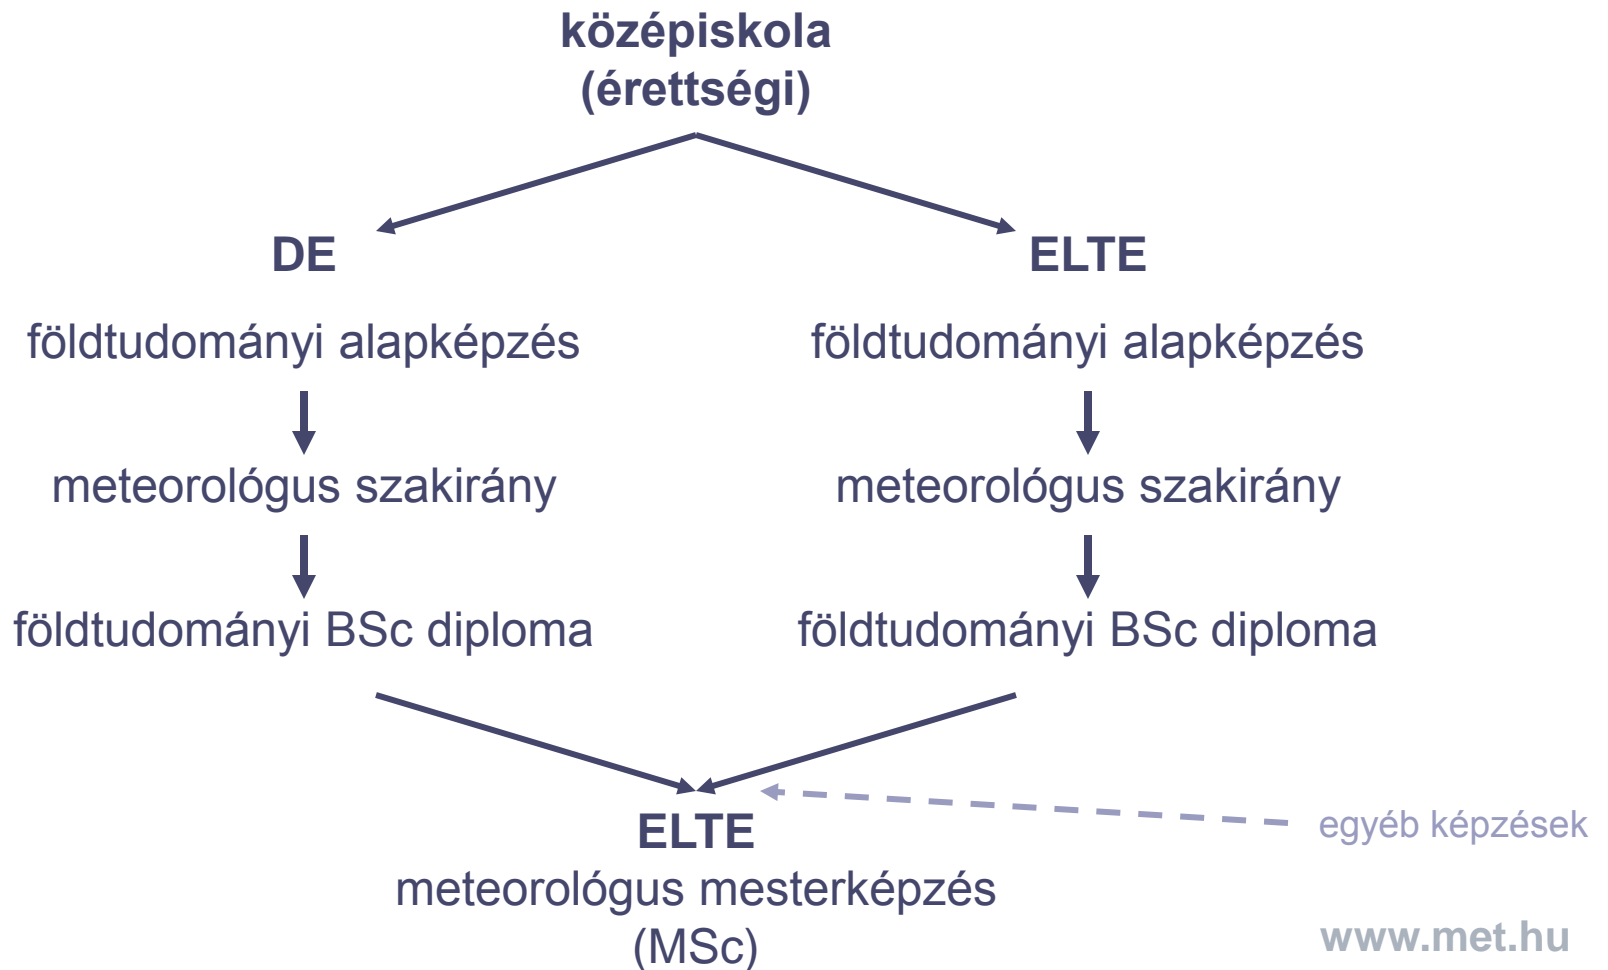 középiskola
(érettségi)
DE
földtudományi alapképzés
meteorológus szakirány
földtudományi BSc diploma
ELTE
földtudományi alapképzés
meteorológus szakirány
földtudományi BSc diploma
ELTE
meteorológus mesterképzés
(MSc)
egyéb képzések
www.met.hu